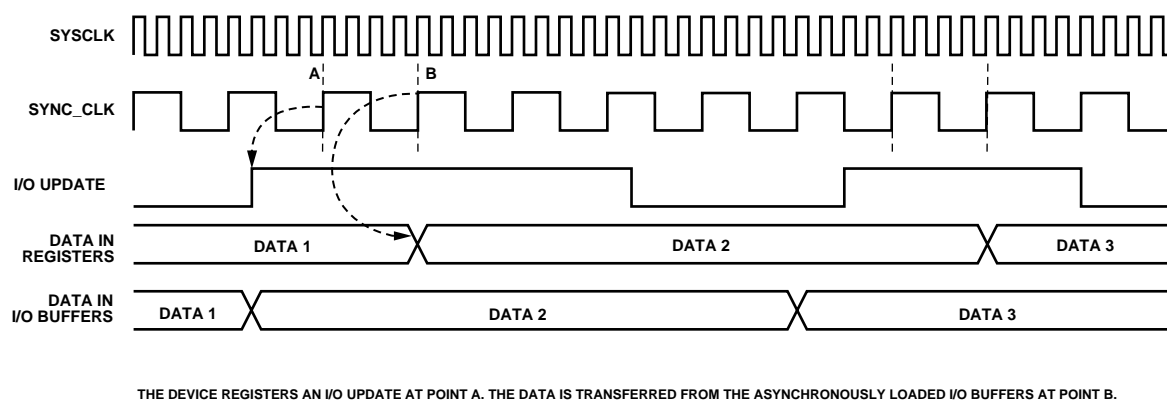 SYSCLK
A
B
SYNC_CLK
I/O UPDATE
DATA IN
REGISTERS
DATA 1
DATA 2
DATA 3
DATA IN
I/O BUFFERS
DATA 1
DATA 2
DATA 3
THE DEVICE REGISTERS AN I/O UPDATE AT POINT A. THE DATA IS TRANSFERRED FROM THE ASYNCHRONOUSLY LOADED I/O BUFFERS AT POINT B.